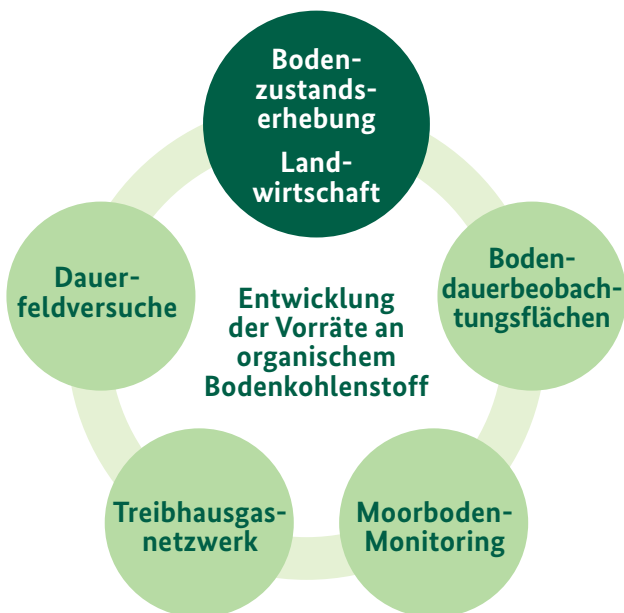 Boden-
zustands-
erhebung
Land-
wirtschaft
Dauer-
feldversuche
Boden-
dauerbeobach-
tungsflächen
Entwicklung
der Vorräte an
organischem
Bodenkohlenstoff
Treibhausgas-
netzwerk
Moorboden-
Monitoring